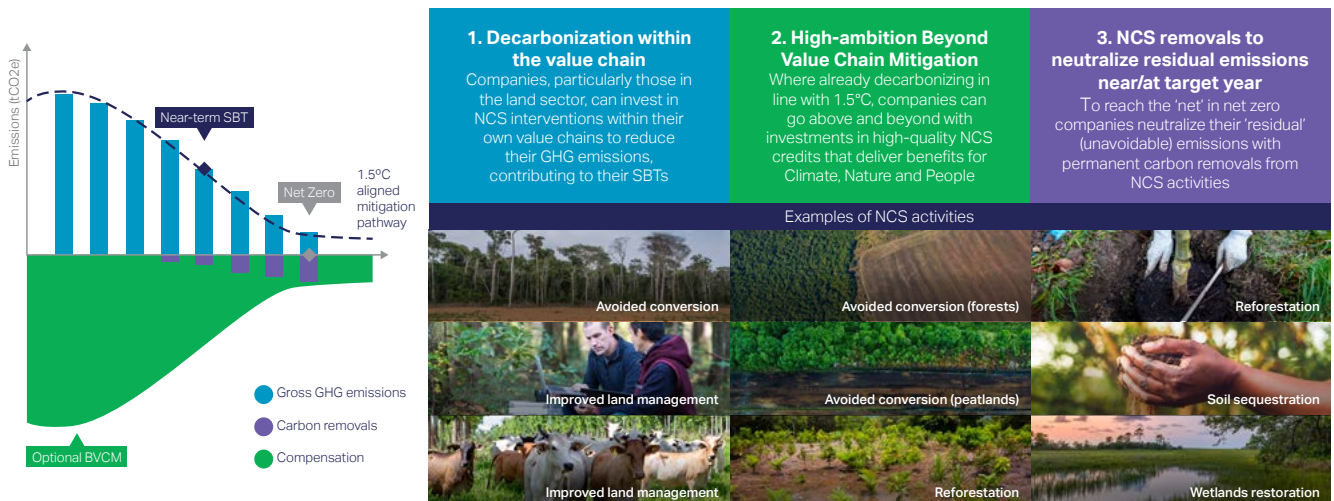 Emissions (tCO2e)
Near-term SBT
Net Zero
1.5ºC
aligned
mitigation
pathway
Gross GHG emissions
Carbon removals
Compensation
Optional BVCM
1. Decarbonization within
the value chain
Companies, particularly those in
the land sector, can invest in
NCS interventions within their
own value chains to reduce
their GHG emissions,
contributing to their SBTs
2. High-ambition Beyond
Value Chain Mitigation
Where already decarbonizing in
line with 1.5°C, companies can
go above and beyond with
investments in high-quality NCS
credits that deliver benefits for
Climate, Nature and People
3. NCS removals to
neutralize residual emissions
near/at target year
To reach the ‘net’ in net zero
companies neutralize their ‘residual’
(unavoidable) emissions with
permanent carbon removals from
NCS activities
Examples of NCS activities
Avoided conversion
Avoided conversion (forests)
Reforestation
Improved land management
Avoided conversion (peatlands)
Soil sequestration
Improved land management
Reforestation
Wetlands restoration